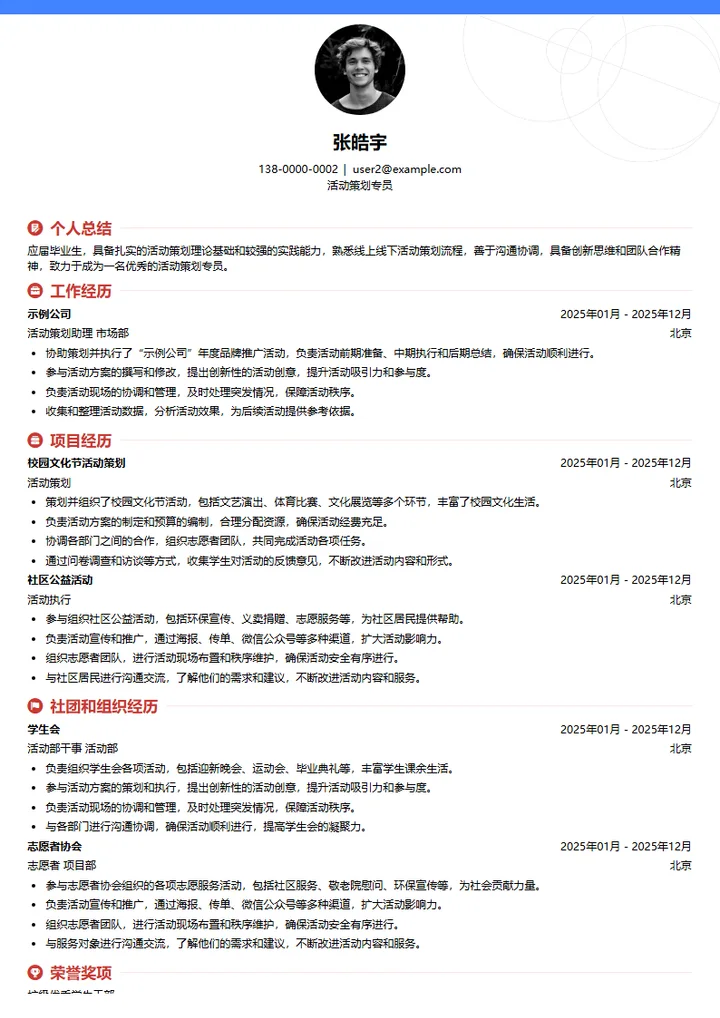 张皓宇
138-0000-0002 | user2@example.com
活动策划专员
个人总结
应届毕业生，具备扎实的活动策划理论基础和较强的实践能力，熟悉线上线下活动策划流程，善于沟通协调，具备创新思维和团队合作精
神，致力于成为一名优秀的活动策划专员。
工作经历
示例公司 2025年01月 - 2025年12月
活动策划助理 市场部 北京
• 协助策划并执行了“示例公司”年度品牌推广活动，负责活动前期准备、中期执行和后期总结，确保活动顺利进行。
• 参与活动方案的撰写和修改，提出创新性的活动创意，提升活动吸引力和参与度。
• 负责活动现场的协调和管理，及时处理突发情况，保障活动秩序。
• 收集和整理活动数据，分析活动效果，为后续活动提供参考依据。
项目经历
校园文化节活动策划 2025年01月 - 2025年12月
活动策划 北京
• 策划并组织了校园文化节活动，包括文艺演出、体育比赛、文化展览等多个环节，丰富了校园文化生活。
• 负责活动方案的制定和预算的编制，合理分配资源，确保活动经费充足。
• 协调各部门之间的合作，组织志愿者团队，共同完成活动各项任务。
• 通过问卷调查和访谈等方式，收集学生对活动的反馈意见，不断改进活动内容和形式。
社区公益活动 2025年01月 - 2025年12月
活动执行 北京
• 参与组织社区公益活动，包括环保宣传、义卖捐赠、志愿服务等，为社区居民提供帮助。
• 负责活动宣传和推广，通过海报、传单、微信公众号等多种渠道，扩大活动影响力。
• 组织志愿者团队，进行活动现场布置和秩序维护，确保活动安全有序进行。
• 与社区居民进行沟通交流，了解他们的需求和建议，不断改进活动内容和服务。
社团和组织经历
学生会 2025年01月 - 2025年12月
活动部干事 活动部 北京
• 负责组织学生会各项活动，包括迎新晚会、运动会、毕业典礼等，丰富学生课余生活。
• 参与活动方案的策划和执行，提出创新性的活动创意，提升活动吸引力和参与度。
• 负责活动现场的协调和管理，及时处理突发情况，保障活动秩序。
• 与各部门进行沟通协调，确保活动顺利进行，提高学生会的凝聚力。
志愿者协会 2025年01月 - 2025年12月
志愿者 项目部 北京
• 参与志愿者协会组织的各项志愿服务活动，包括社区服务、敬老院慰问、环保宣传等，为社会贡献力量。
• 负责活动宣传和推广，通过海报、传单、微信公众号等多种渠道，扩大活动影响力。
• 组织志愿者团队，进行活动现场布置和秩序维护，确保活动安全有序进行。
• 与服务对象进行沟通交流，了解他们的需求和建议，不断改进活动内容和服务。
荣誉奖项